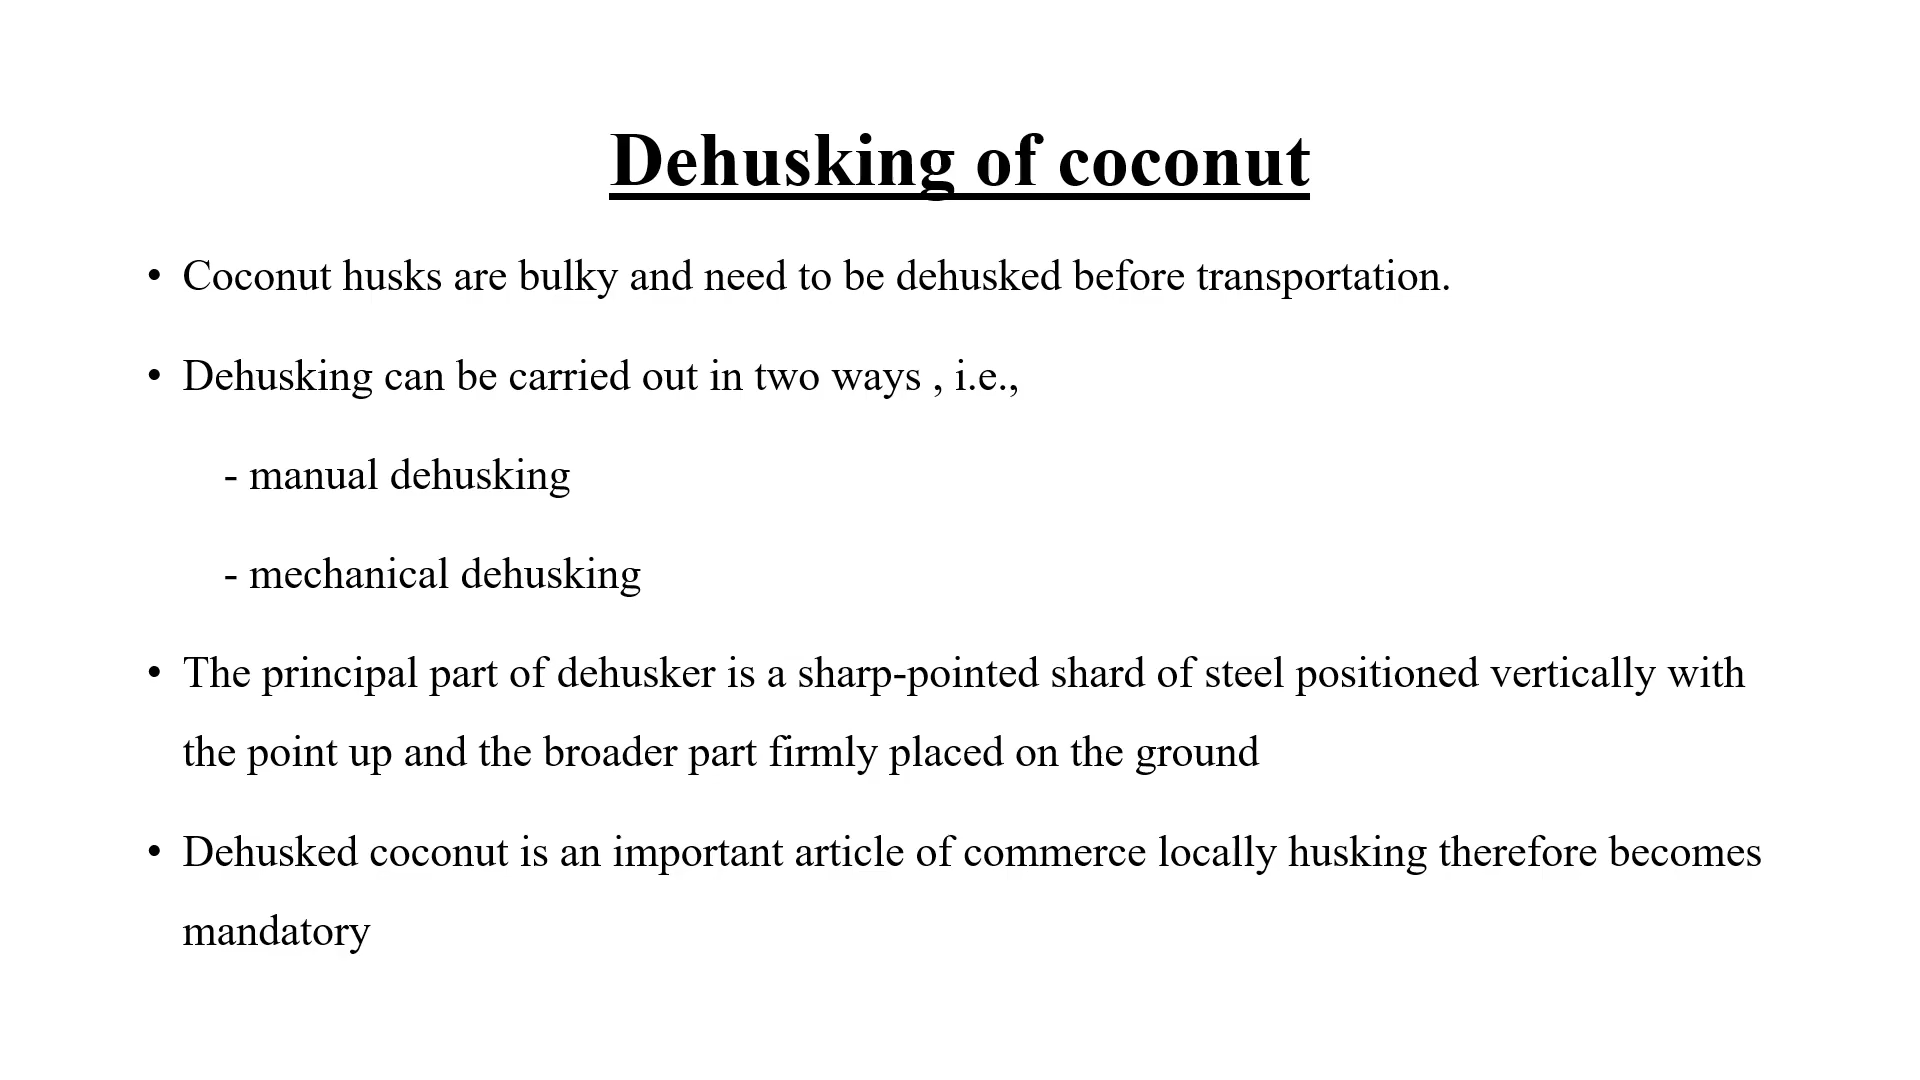 Dehusking of coconut
• Coconut husks are bulky and need to be dehusked before transportation.
• Dehusking can be carried out in two ways , i.e.,
- manual dehusking
- mechanical dehusking
• The principal part of dehusker is a sharp-pointed shard of steel positioned vertically with
the point up and the broader part firmly placed on the ground
• Dehusked coconut is an important article of commerce locally husking therefore becomes
mandatory